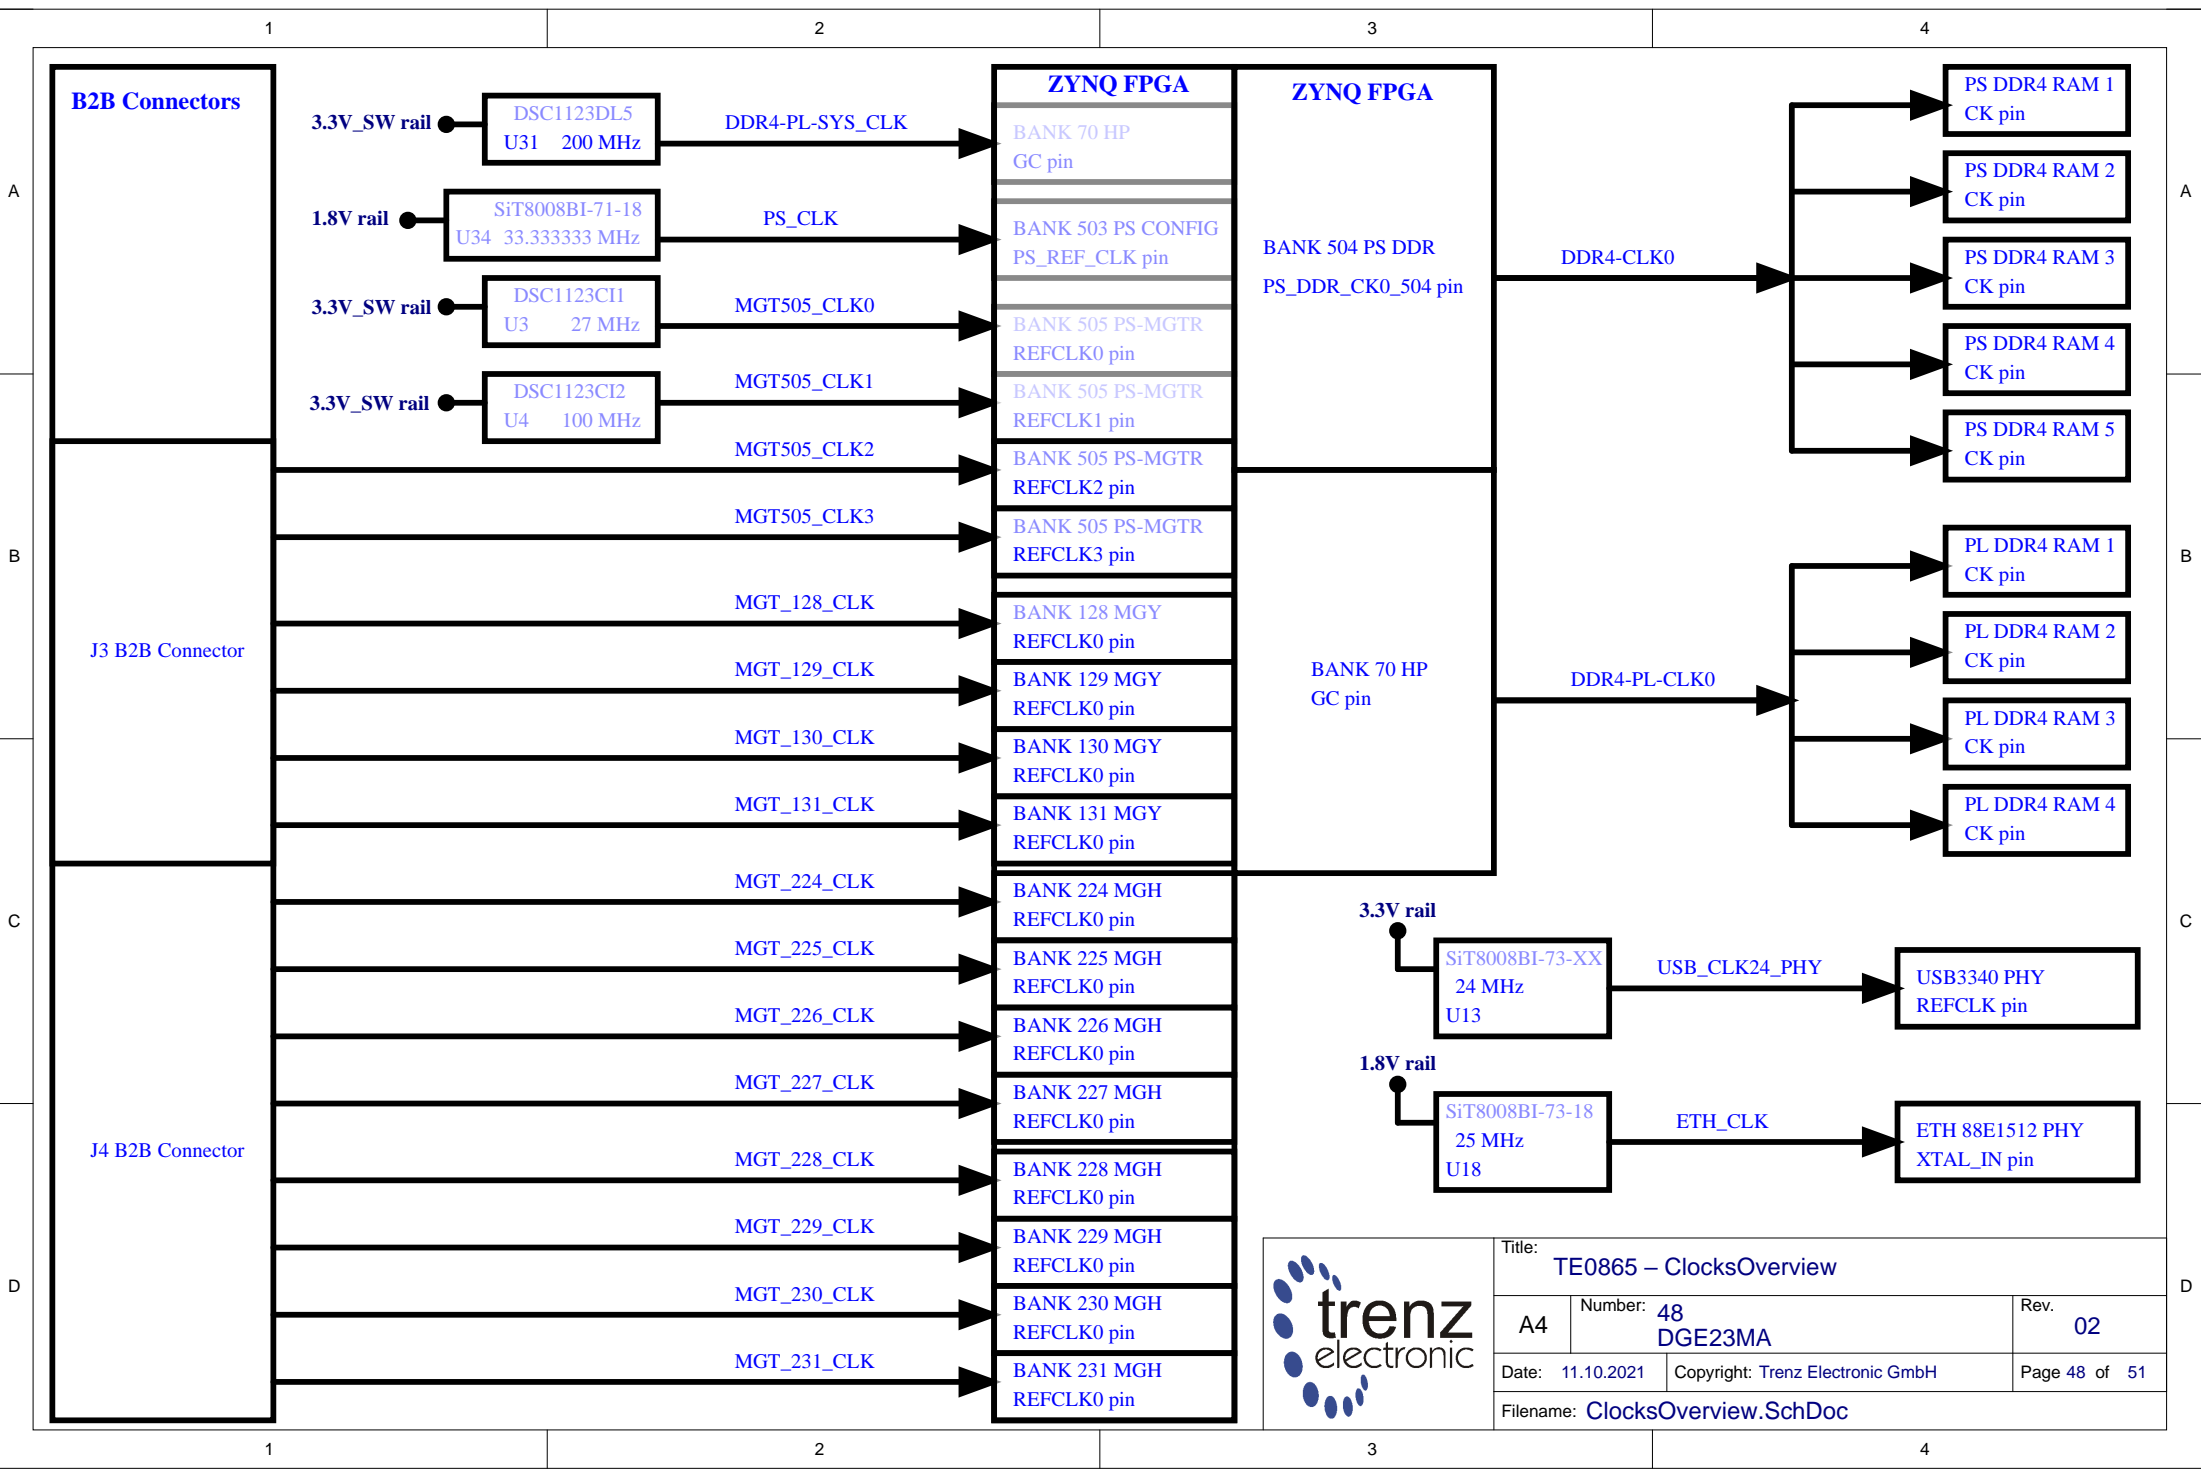 1 2 3 4
A
B
C
D
B2B Connectors
J3 B2B Connector
J4 B2B Connector
3.3V_SW rail
DSC1123DL5
U31 200 MHz
DDR4-PL-SYS_CLK
1.8V rail
SiT8008BI-71-18
U34 33.333333 MHz
PS_CLK
3.3V_SW rail
DSC1123CI1
U3 27 MHz
MGT505_CLK0
3.3V_SW rail
DSC1123CI2
U4 100 MHz
MGT505_CLK1
MGT505_CLK2
MGT505_CLK3
MGT_128_CLK
MGT_129_CLK
MGT_130_CLK
MGT_131_CLK
MGT_224_CLK
MGT_225_CLK
MGT_226_CLK
MGT_227_CLK
MGT_228_CLK
MGT_229_CLK
MGT_230_CLK
MGT_231_CLK
ZYNQ FPGA
BANK 70 HP
GC pin
BANK 503 PS CONFIG
PS_REF_CLK pin
BANK 505 PS-MGTR
REFCLK0 pin
BANK 505 PS-MGTR
REFCLK1 pin
BANK 505 PS-MGTR
REFCLK2 pin
BANK 505 PS-MGTR
REFCLK3 pin
BANK 128 MGY
REFCLK0 pin
BANK 129 MGY
REFCLK0 pin
BANK 130 MGY
REFCLK0 pin
BANK 131 MGY
REFCLK0 pin
BANK 224 MGH
REFCLK0 pin
BANK 225 MGH
REFCLK0 pin
BANK 226 MGH
REFCLK0 pin
BANK 227 MGH
REFCLK0 pin
BANK 228 MGH
REFCLK0 pin
BANK 229 MGH
REFCLK0 pin
BANK 230 MGH
REFCLK0 pin
BANK 231 MGH
REFCLK0 pin
ZYNQ FPGA
BANK 504 PS DDR
PS_DDR_CK0_504 pin
BANK 70 HP
GC pin
DDR4-CLK0
DDR4-PL-CLK0
PS DDR4 RAM 1
CK pin
PS DDR4 RAM 2
CK pin
PS DDR4 RAM 3
CK pin
PS DDR4 RAM 4
CK pin
PS DDR4 RAM 5
CK pin
PL DDR4 RAM 1
CK pin
PL DDR4 RAM 2
CK pin
PL DDR4 RAM 3
CK pin
PL DDR4 RAM 4
CK pin
3.3V rail
SiT8008BI-73-XX
24 MHz
U13
USB_CLK24_PHY
USB3340 PHY
REFCLK pin
1.8V rail
SiT8008BI-73-18
25 MHz
U18
ETH_CLK
ETH 88E1512 PHY
XTAL_IN pin
trenz
electronic
Title:
TE0865 – ClocksOverview
A4
Number: 48
DGE23MA
Rev.
02
Date: 11.10.2021
Copyright: Trenz Electronic GmbH
Page 48 of 51
Filename: ClocksOverview.SchDoc
A
B
C
D
1 2 3 4